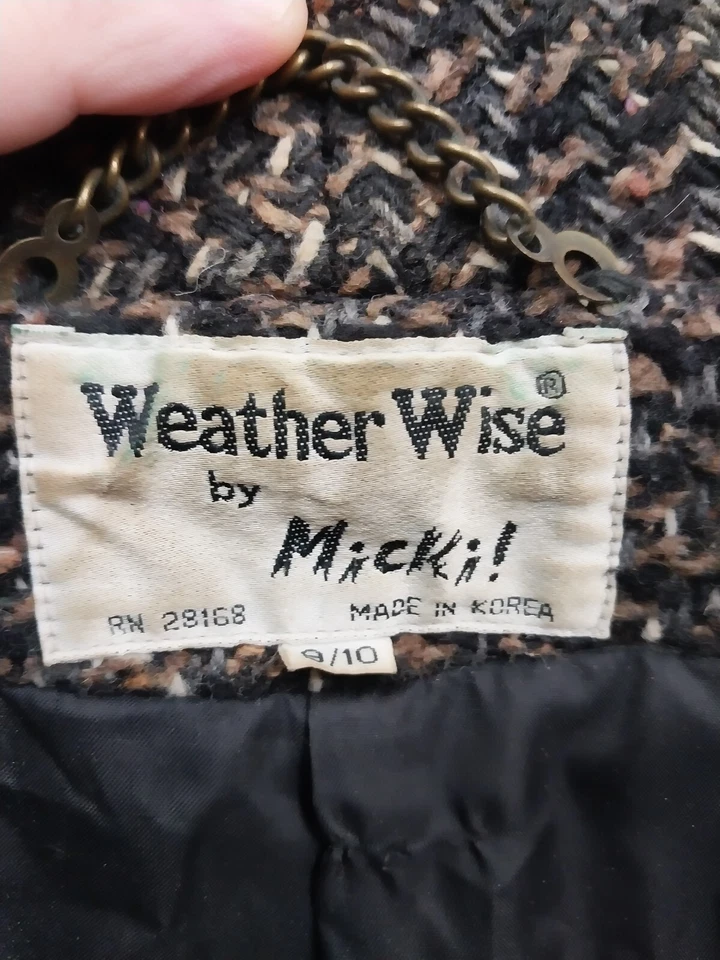 Weather Wise®
by
Micki!
RN 28168 MADE IN KOREA
9/10